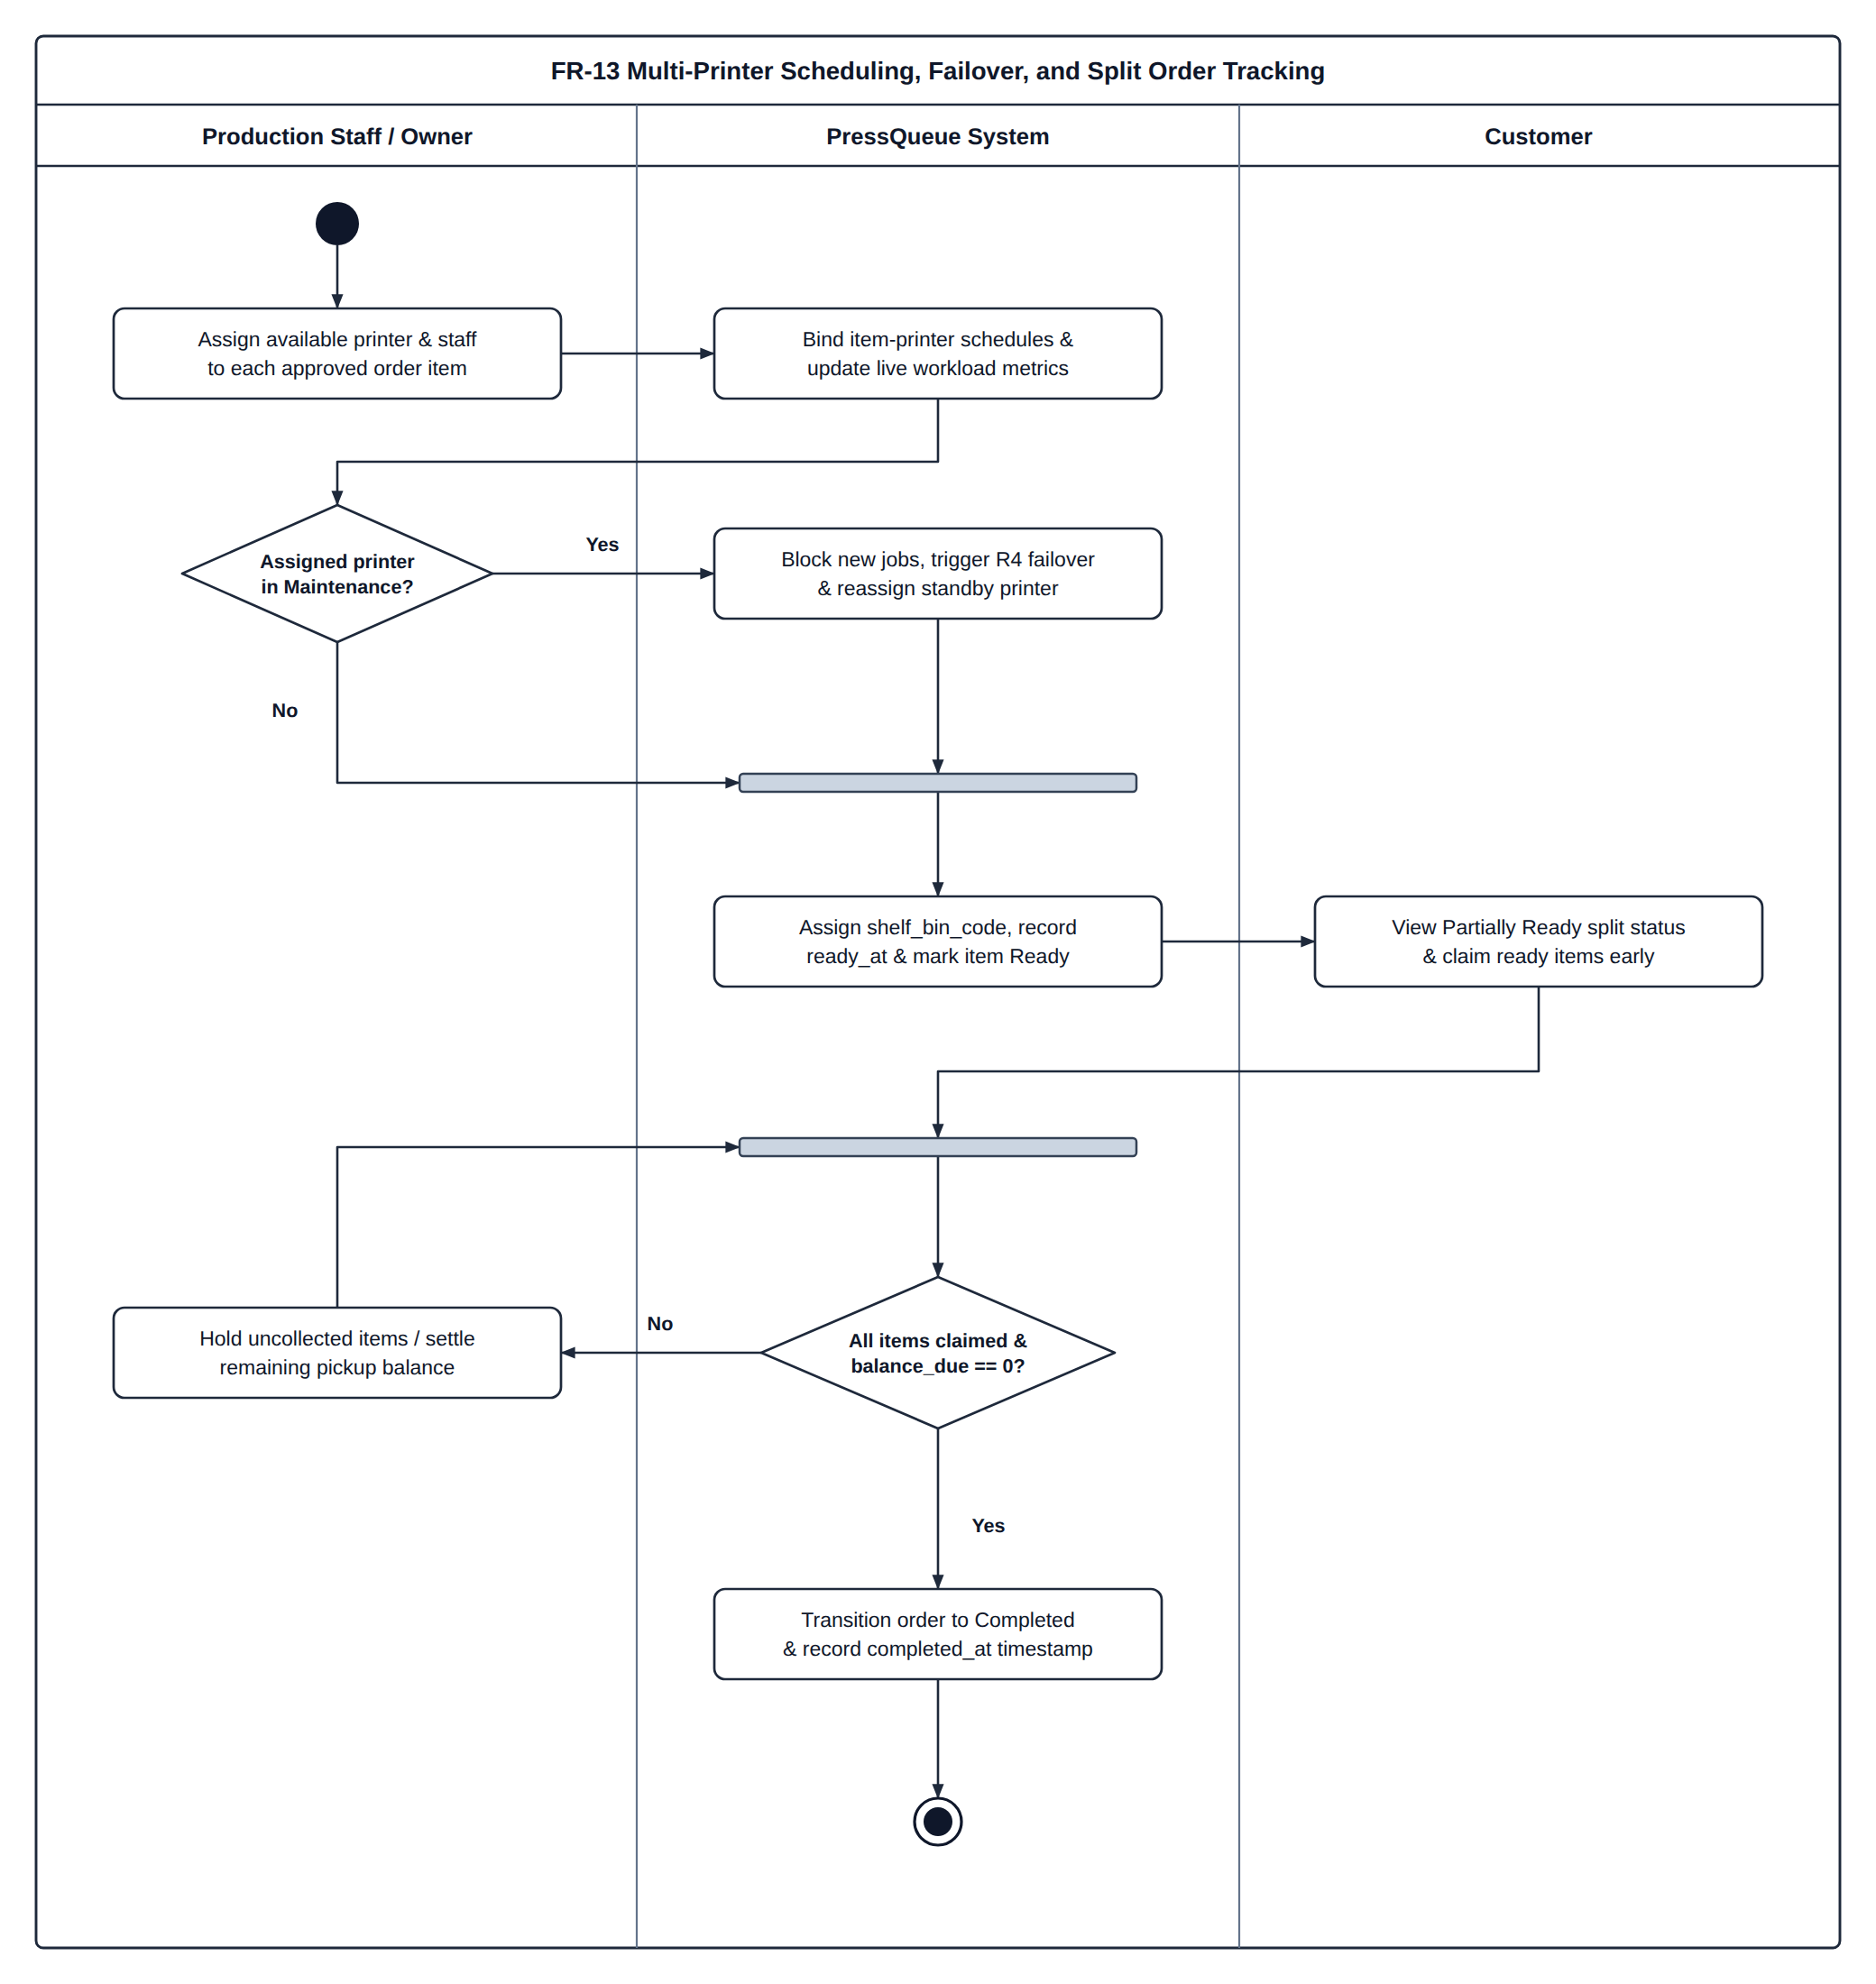 FR-13 Multi-Printer Scheduling, Failover, and Split Order Tracking
Production Staff / Owner
PressQueue System
Customer
Assign available printer & staff
to each approved order item
Bind item-printer schedules &
update live workload metrics
Assigned printer
in Maintenance?
Yes
Block new jobs, trigger R4 failover
& reassign standby printer
No
Assign shelf_bin_code, record
ready_at & mark item Ready
View Partially Ready split status
& claim ready items early
Hold uncollected items / settle
remaining pickup balance
No
All items claimed &
balance_due == 0?
Yes
Transition order to Completed
& record completed_at timestamp